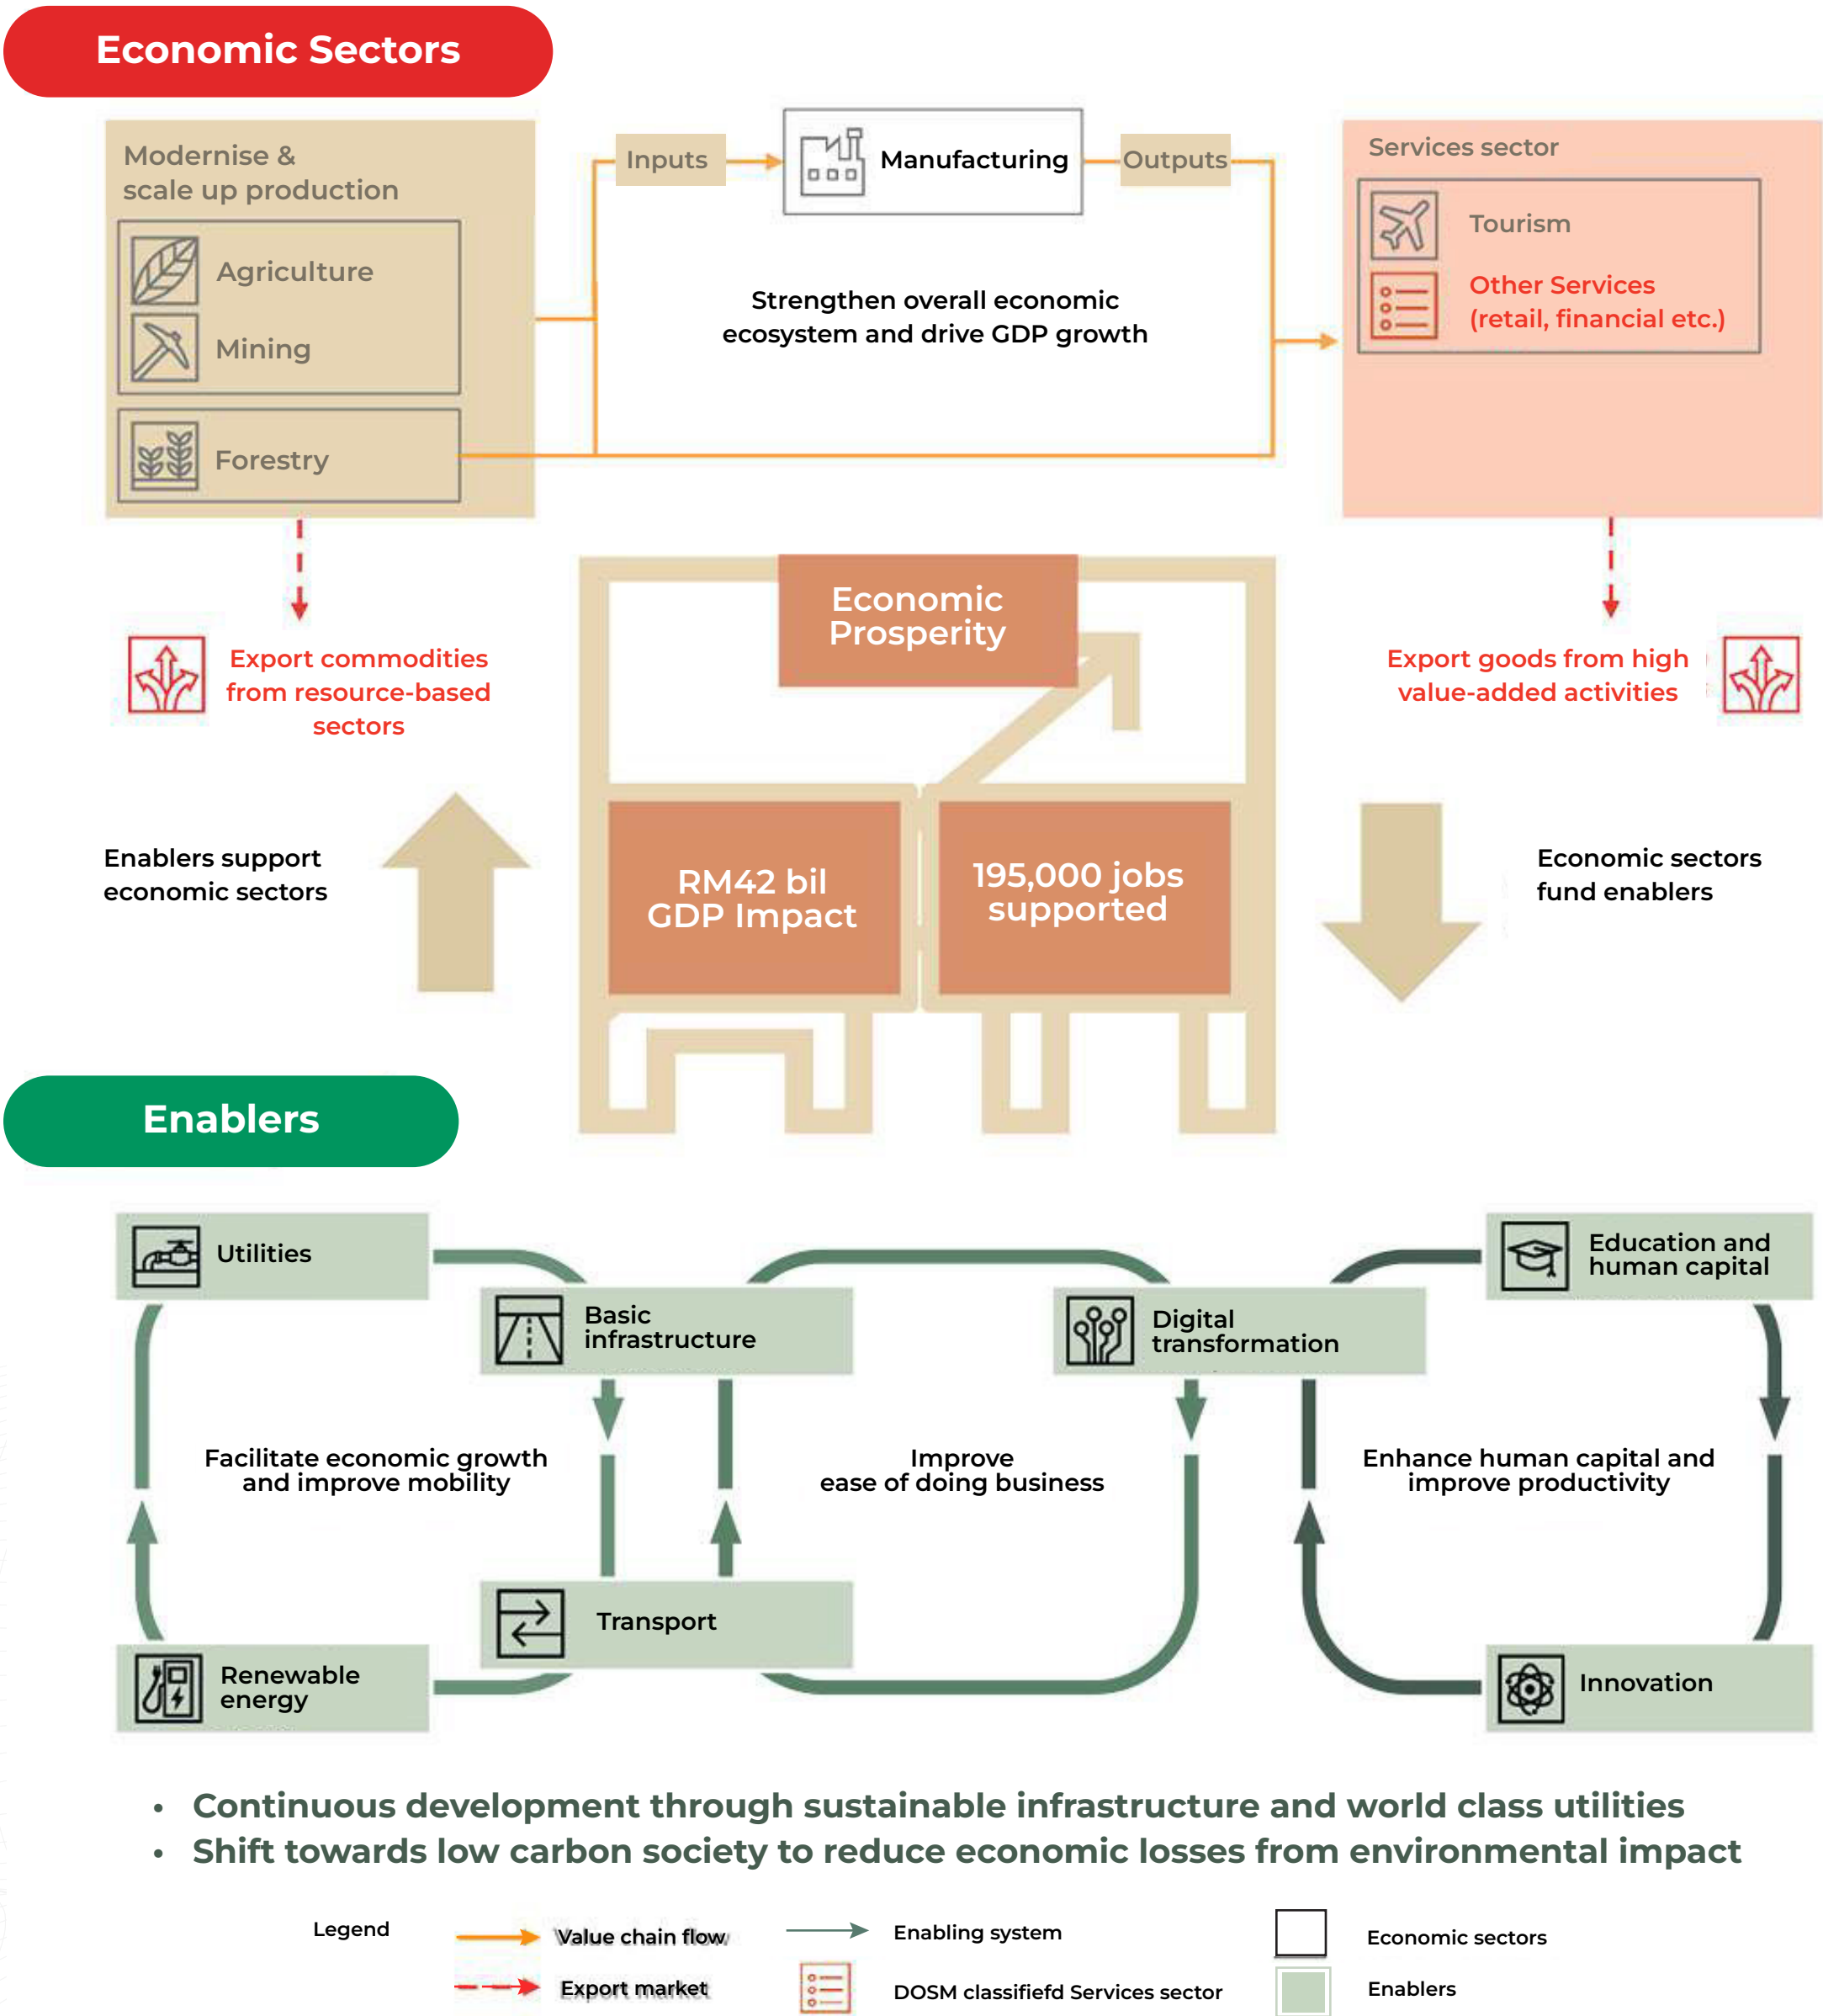 Economic Sectors
Modernise &
scale up production
Agriculture
Mining
Forestry
Inputs
Manufacturing
Outputs
Strengthen overall economic
ecosystem and drive GDP growth
Services sector
Tourism
Other Services
(retail, financial etc.)
Export commodities
from resource-based
sectors
Economic
Prosperity
Export goods from high
value-added activities
Enablers support
economic sectors
RM42 bil
GDP Impact
195,000 jobs
supported
Economic sectors
fund enablers
Enablers
Utilities
Basic
infrastructure
Digital
transformation
Education and
human capital
Facilitate economic growth
and improve mobility
Improve
ease of doing business
Enhance human capital and
improve productivity
Transport
Renewable
energy
Innovation
• Continuous development through sustainable infrastructure and world class utilities
• Shift towards low carbon society to reduce economic losses from environmental impact
Legend
Value chain flow
Enabling system
Economic sectors
Export market
DOSM classifiefd Services sector
Enablers